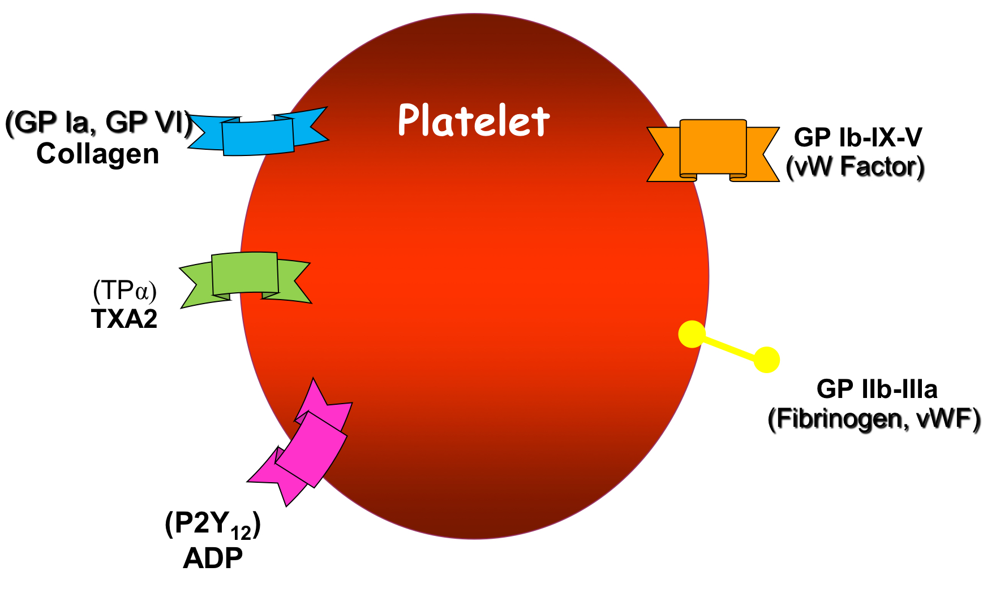 Platelet
(GP Ia, GP VI)
Collagen
GP Ib-IX-V
(vW Factor)
(TPα)
TXA2
GP IIb-IIIa
(Fibrinogen, vWF)
(P2Y₁₂)
ADP